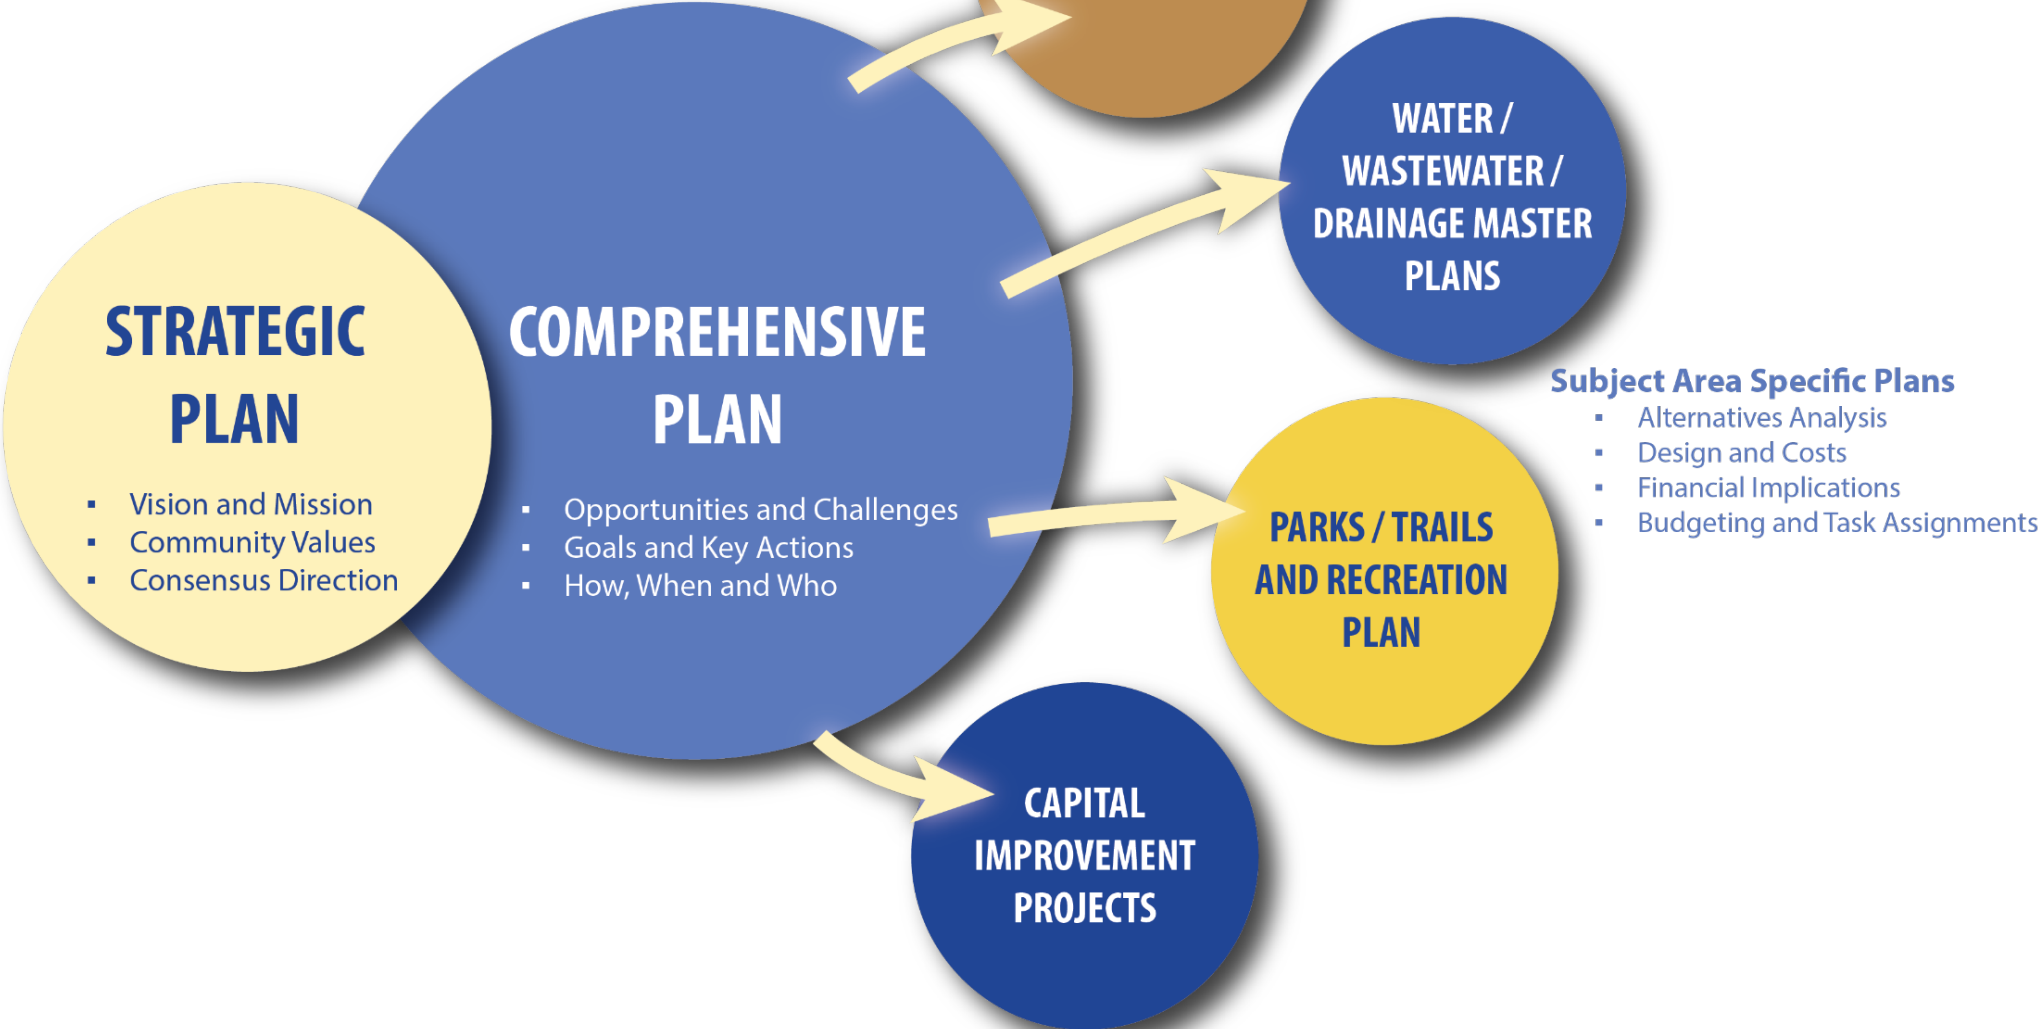 STRATEGIC
PLAN
▪ Vision and Mission
▪ Community Values
▪ Consensus Direction
COMPREHENSIVE
PLAN
▪ Opportunities and Challenges
▪ Goals and Key Actions
▪ How, When and Who
WATER /
WASTEWATER /
DRAINAGE MASTER
PLANS
Subject Area Specific Plans
▪ Alternatives Analysis
▪ Design and Costs
▪ Financial Implications
▪ Budgeting and Task Assignments
PARKS / TRAILS
AND RECREATION
PLAN
CAPITAL
IMPROVEMENT
PROJECTS